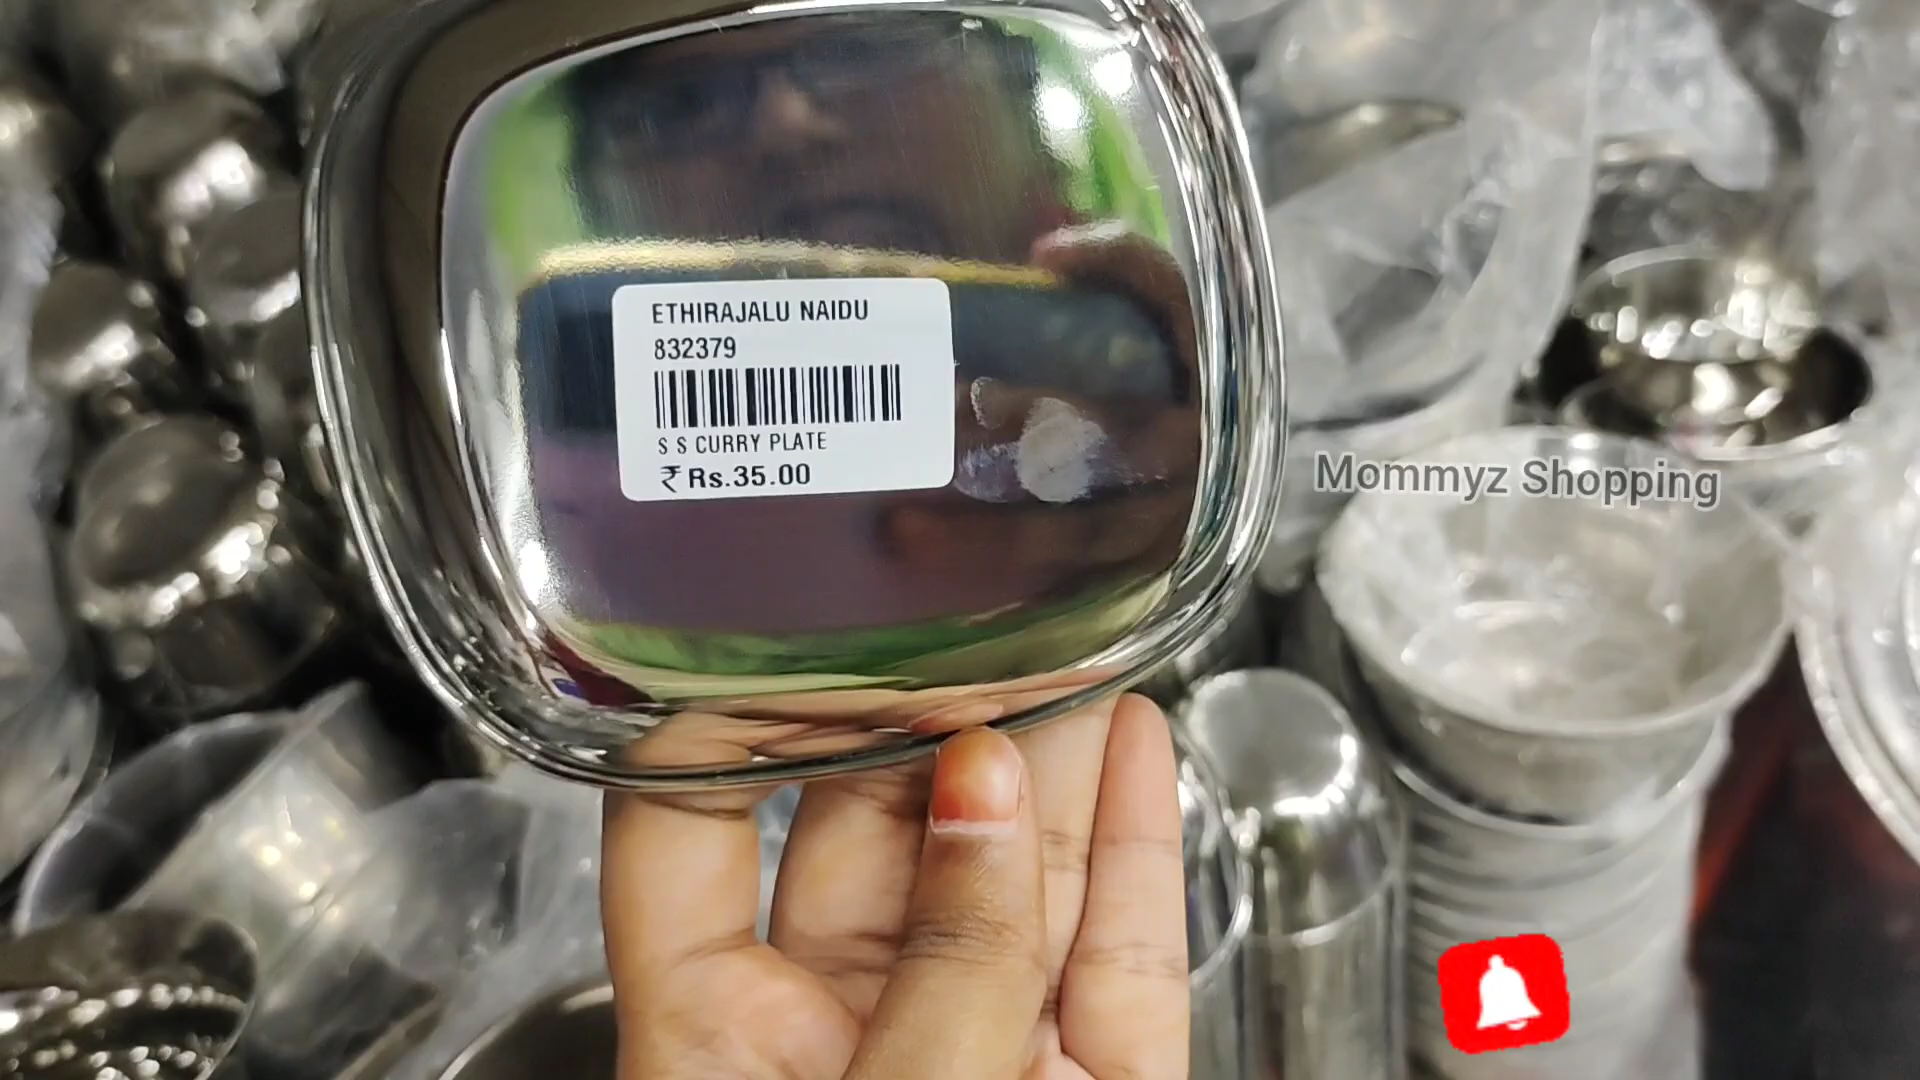 ETHIRAJALU NAIDU
832379
S S CURRY PLATE
₹ Rs.35.00
Mommyz Shopping